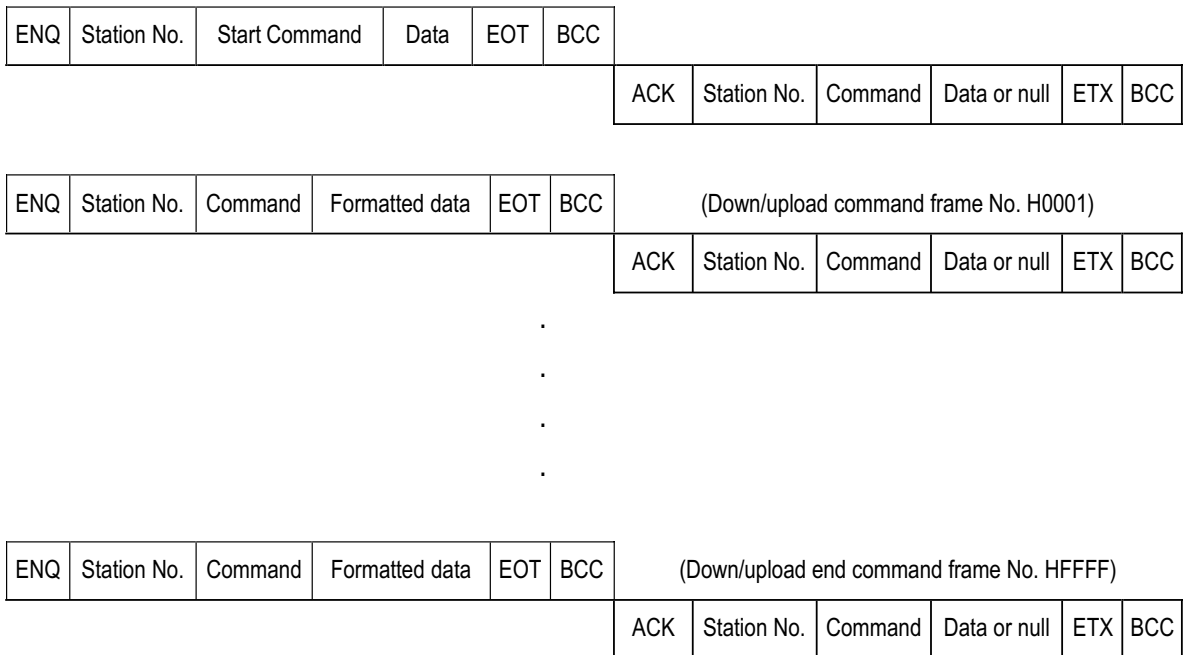 ENQ Station No. Start Command Data EOT BCC
ACK Station No. Command Data or null ETX BCC
ENQ Station No. Command Formatted data EOT BCC (Down/upload command frame No. H0001)
ACK Station No. Command Data or null ETX BCC
.
.
.
.
ENQ Station No. Command Formatted data EOT BCC (Down/upload end command frame No. HFFFF)
ACK Station No. Command Data or null ETX BCC